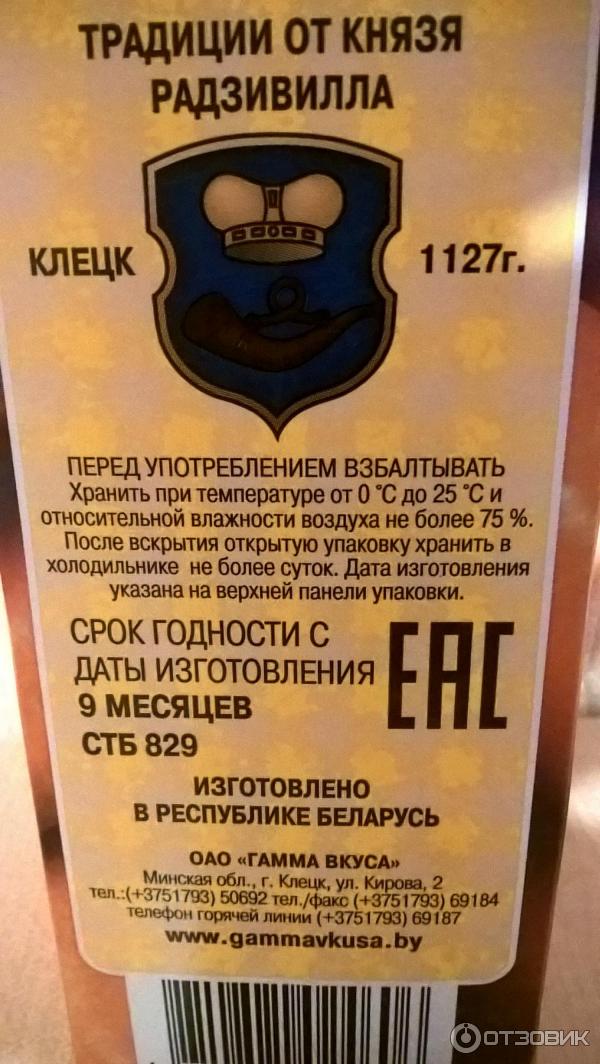 ТРАДИЦИИ ОТ КНЯЗЯ
РАДЗИВИЛЛА
КЛЕЦК 1127г.
ПЕРЕД УПОТРЕБЛЕНИЕМ ВЗБАЛТЫВАТЬ
Хранить при температуре от 0 °С до 25 °С и
относительной влажности воздуха не более 75 %.
После вскрытия открытую упаковку хранить в
холодильнике не более суток. Дата изготовления
указана на верхней панели упаковки.
СРОК ГОДНОСТИ С
ДАТЫ ИЗГОТОВЛЕНИЯ
9 МЕСЯЦЕВ
СТБ 829
EAC
ИЗГОТОВЛЕНО
В РЕСПУБЛИКЕ БЕЛАРУСЬ
ОАО «ГАММА ВКУСА»
Минская обл., г. Клецк, ул. Кирова, 2
тел.:(+3751793) 50692 тел./факс (+3751793) 69184
телефон горячей линии (+3751793) 69187
www.gammavkusa.by
ОТЗОВИК